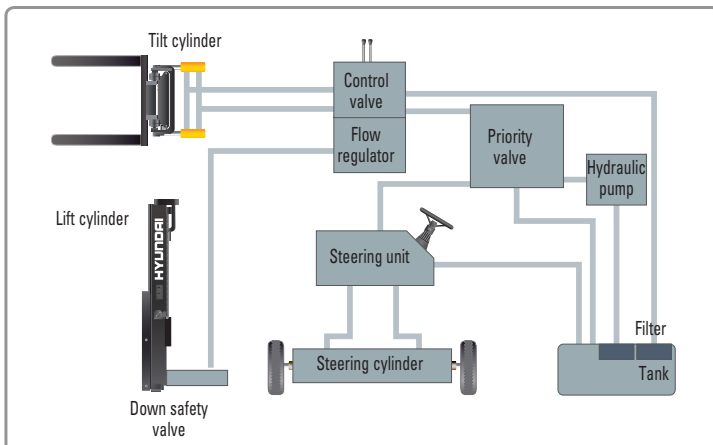 Tilt cylinder
Control
valve
Flow
regulator
Priority
valve
Hydraulic
pump
Lift cylinder
HYUNDAI
Steering unit
Filter
Steering cylinder
Tank
Down safety
valve